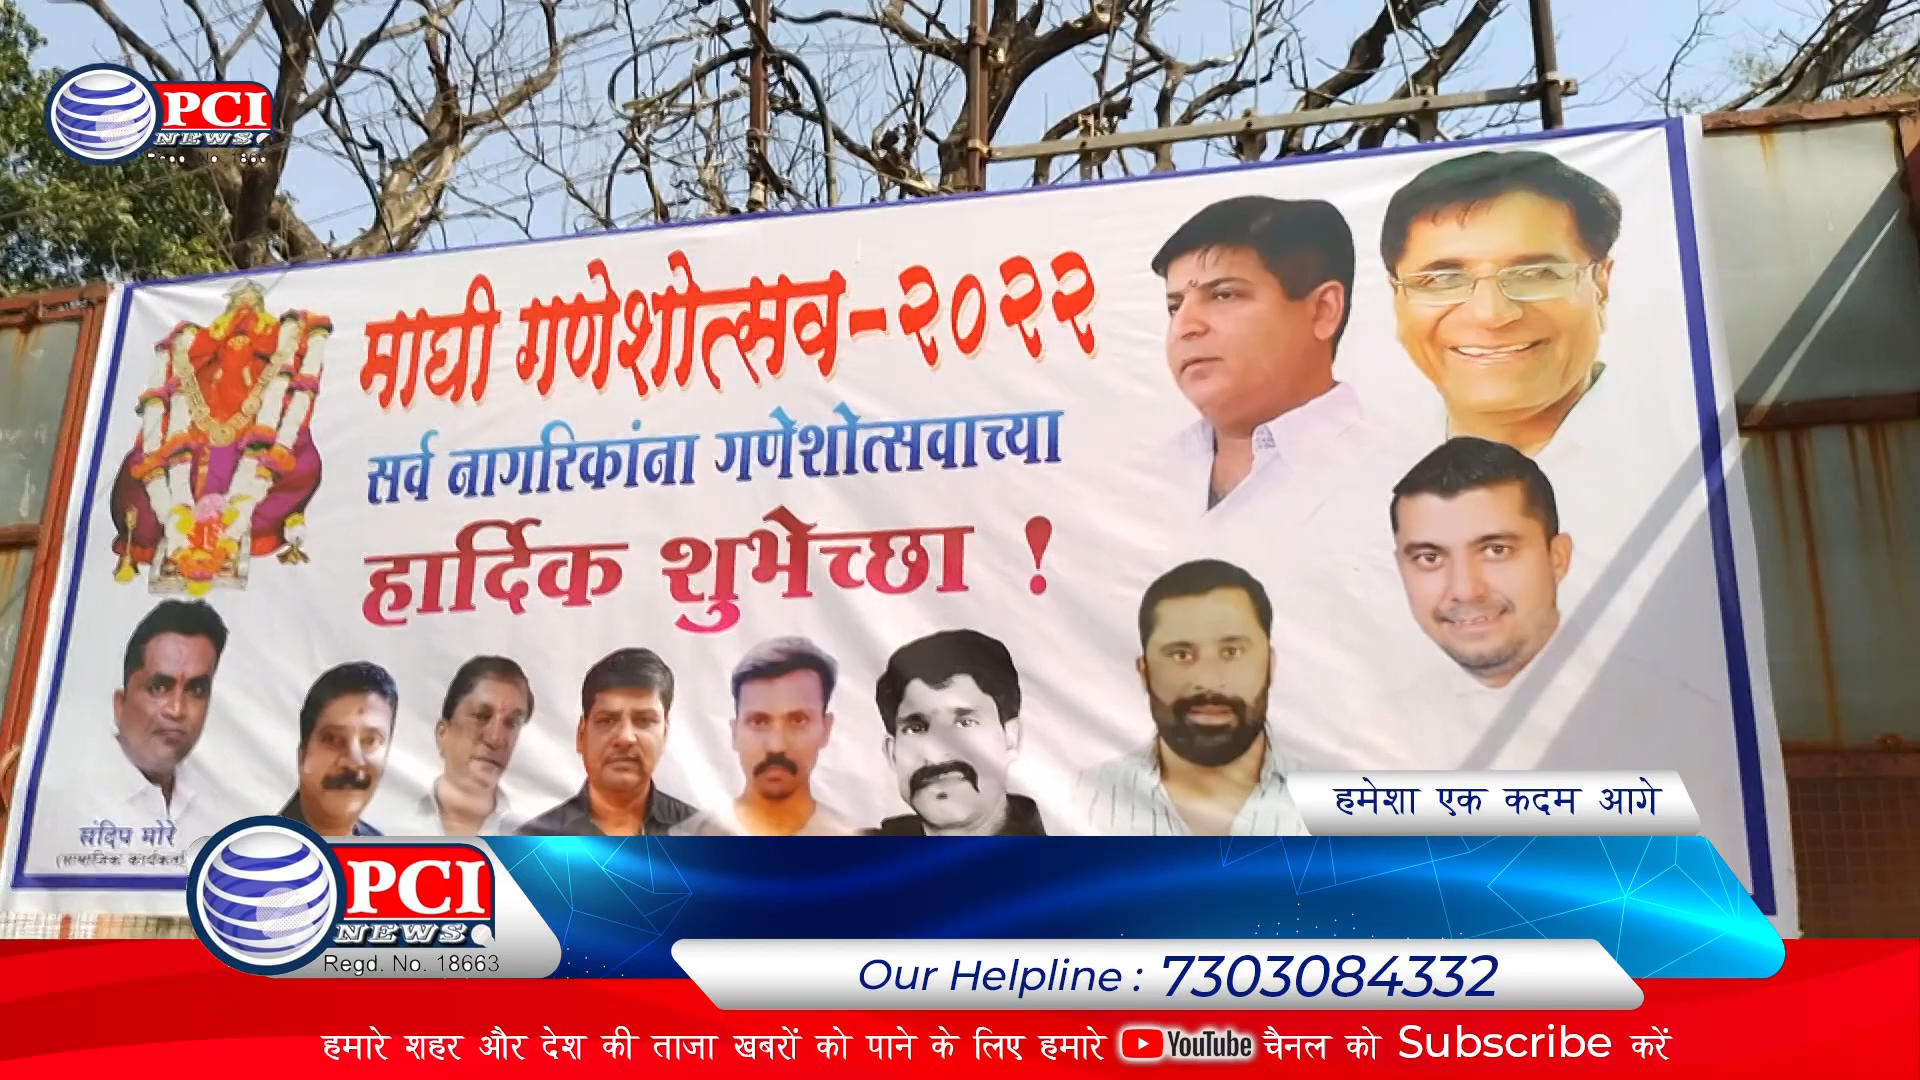 PCI
NEWS
माघी गणेशोत्सव-२०२२
सर्व नागरिकांना गणेशोत्सवाच्या
हार्दिक शुभेच्छा !
संदिप मोरे
(सामाजिक कार्यकर्ता)
हमेशा एक कदम आगे
PCI
NEWS
Regd. No. 18663
Our Helpline : 7303084332
हमारे शहर और देश की ताजा खबरों को पाने के लिए हमारे YouTube चैनल को Subscribe करें